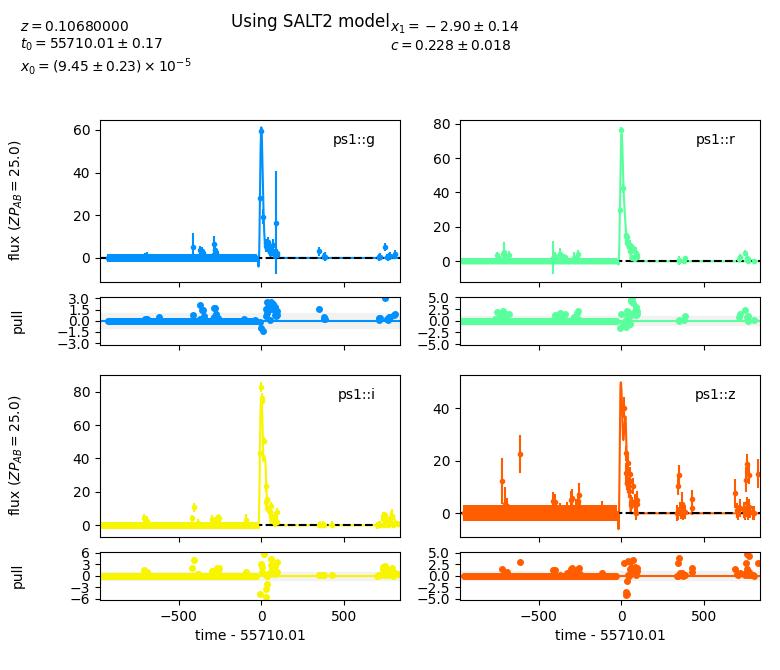 Using SALT2 model
z = 0.10680000
t₀ = 55710.01 ± 0.17
x₀ = (9.45 ± 0.23) × 10⁻⁵
x₁ = −2.90 ± 0.14
c = 0.228 ± 0.018
flux (ZP_AB = 25.0)
60
40
20
0
ps1::g
80
60
40
20
0
ps1::r
pull
3.0
1.5
0.0
−1.5
−3.0
5.0
2.5
0.0
−2.5
−5.0
flux (ZP_AB = 25.0)
80
60
40
20
0
ps1::i
40
20
0
ps1::z
pull
6
3
0
−3
−6
5.0
2.5
0.0
−2.5
−5.0
−500 0 500
−500 0 500
time - 55710.01
time - 55710.01